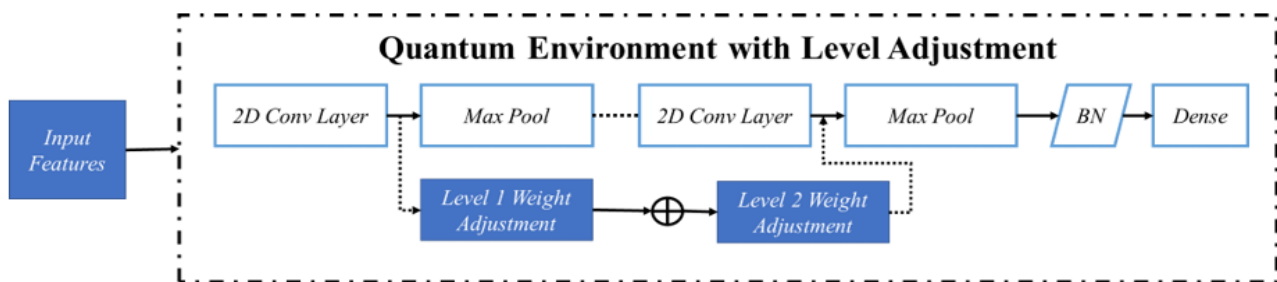 Quantum Environment with Level Adjustment
Input
Features
2D Conv Layer
Max Pool
2D Conv Layer
Max Pool
BN
Dense
Level 1 Weight
Adjustment
Level 2 Weight
Adjustment